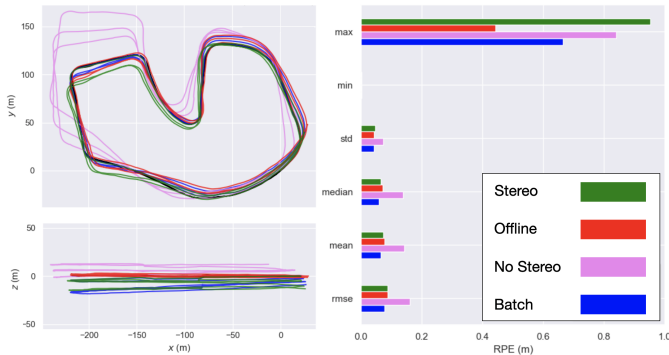 150
100
50
0
y (m)
50
0
−50
z (m)
−200
−150
−100
−50
0
x (m)
max
min
std
median
mean
rmse
0.0
0.2
0.4
0.6
0.8
1.0
RPE (m)
Stereo
Offline
No Stereo
Batch